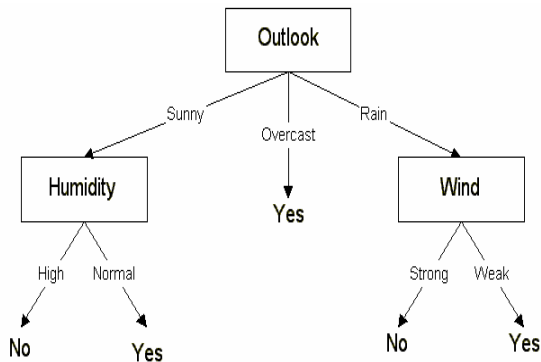 Outlook
Sunny
Overcast
Rain
Humidity
Yes
Wind
High
Normal
Strong
Weak
No
Yes
No
Yes